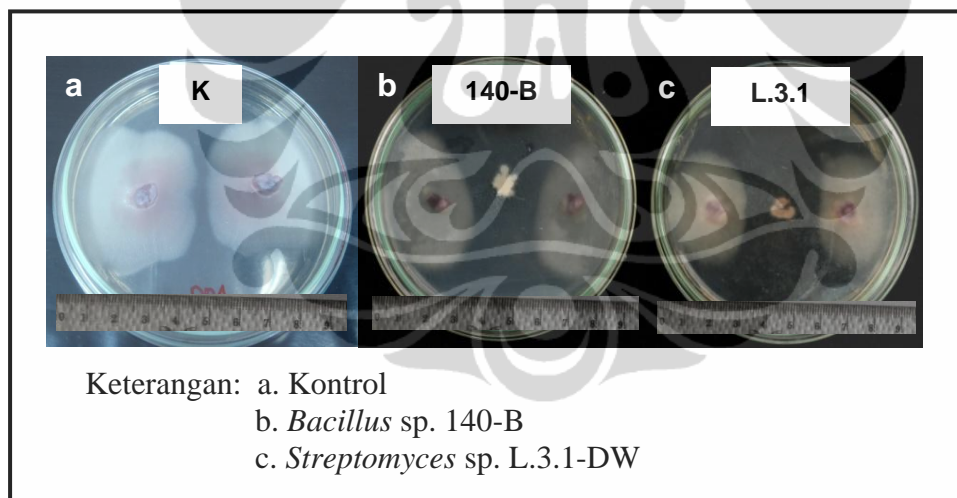 a K b 140-B c L.3.1
Keterangan: a. Kontrol
b. Bacillus sp. 140-B
c. Streptomyces sp. L.3.1-DW